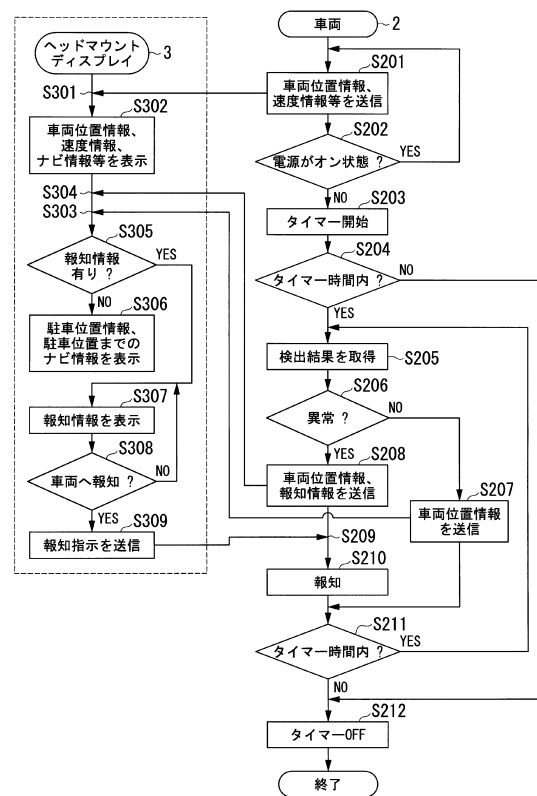 ヘッドマウント
ディスプレイ
3
S301
S302
車両位置情報、
速度情報、
ナビ情報等を表示
S304
S303
S305
報知情報
有り ?
YES
NO
S306
駐車位置情報、
駐車位置までの
ナビ情報を表示
S307
報知情報を表示
S308
車両へ報知 ?
NO
YES
S309
報知指示を送信
車両
2
S201
車両位置情報、
速度情報等を送信
S202
電源がオン状態 ?
YES
NO
S203
タイマー開始
S204
タイマー時間内 ?
NO
YES
検出結果を取得
S205
S206
異常 ?
NO
YES
S208
車両位置情報、
報知情報を送信
S207
車両位置情報
を送信
S209
S210
報知
S211
タイマー時間内 ?
YES
NO
S212
タイマーOFF
終了